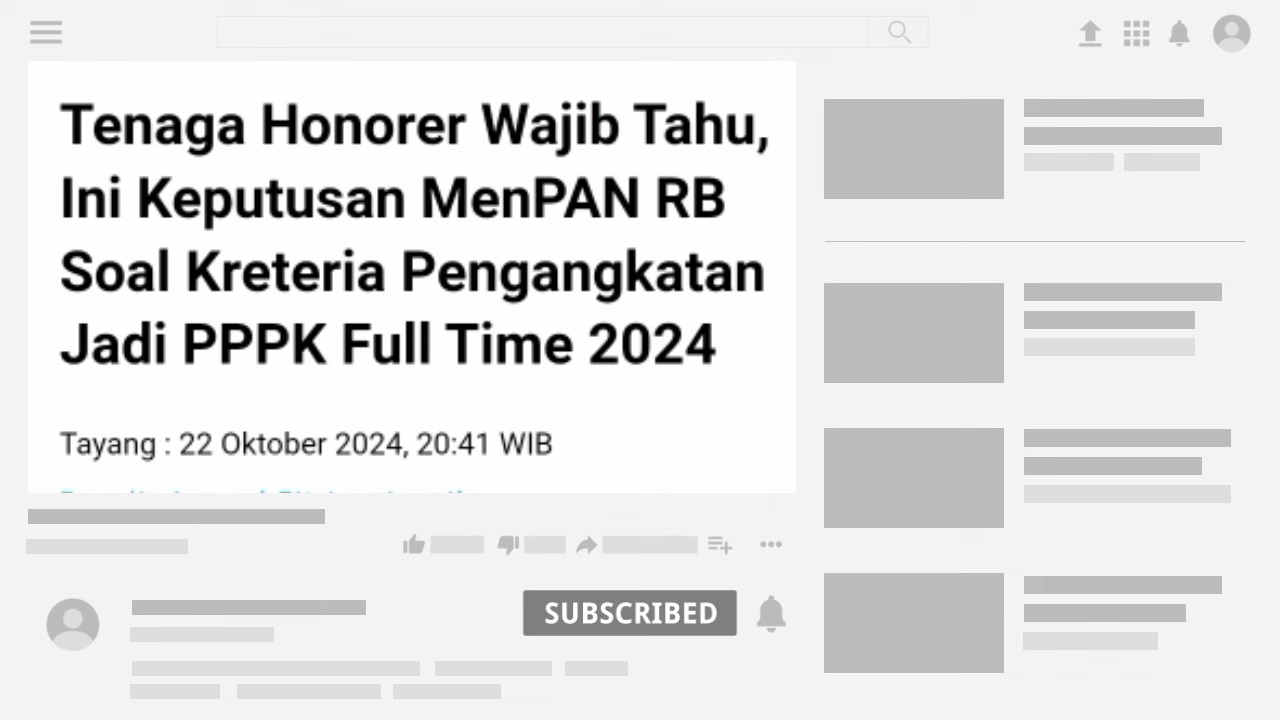 Tenaga Honorer Wajib Tahu,
Ini Keputusan MenPAN RB
Soal Kreteria Pengangkatan
Jadi PPPK Full Time 2024
Tayang : 22 Oktober 2024, 20:41 WIB
SUBSCRIBED